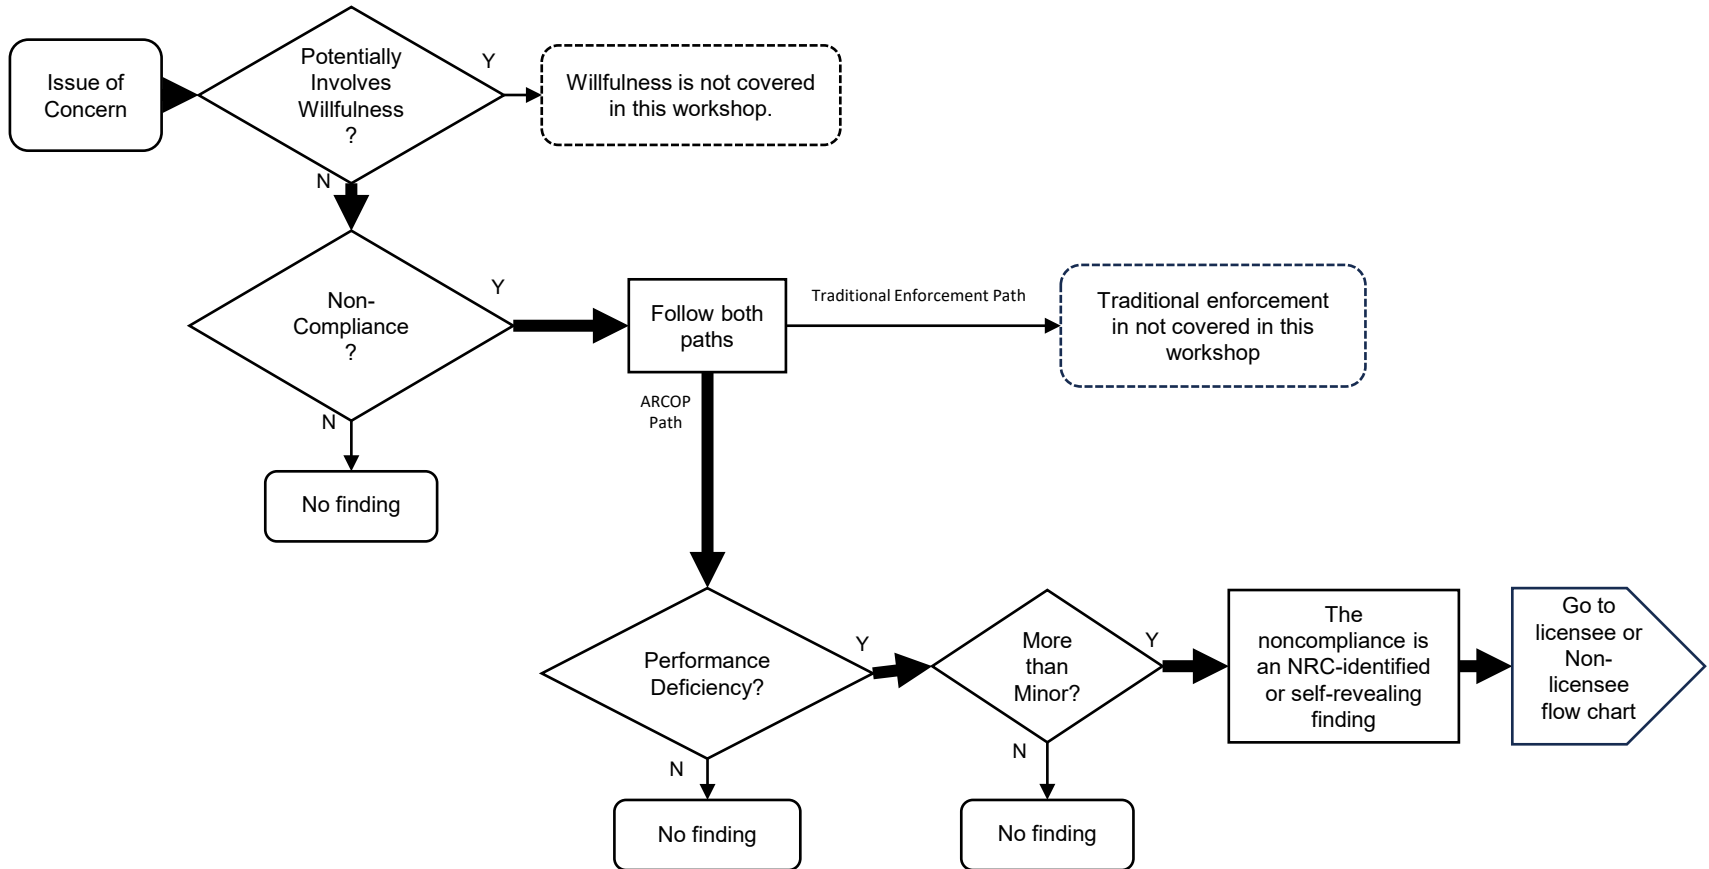 Issue of
Concern
Potentially
Involves
Willfulness
?
Y
Willfulness is not covered
in this workshop.
N
Non-
Compliance
?
Y
Follow both
paths
Traditional Enforcement Path
Traditional enforcement
in not covered in this
workshop
N
No finding
ARCOP
Path
Performance
Deficiency?
Y
More
than
Minor?
Y
The
noncompliance is
an NRC-identified
or self-revealing
finding
Go to
licensee or
Non-
licensee
flow chart
N
No finding
N
No finding